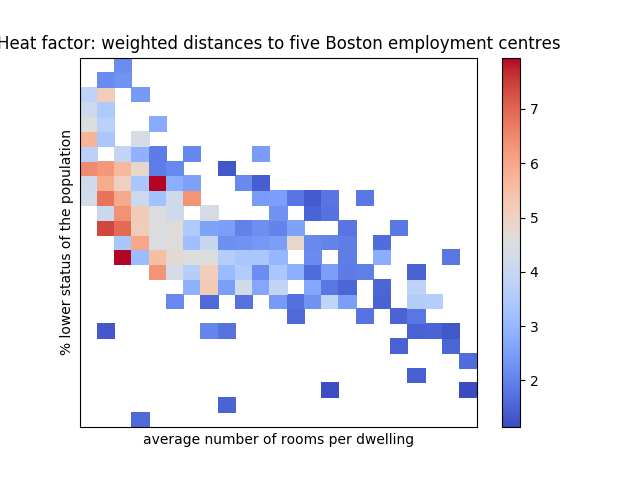 Heat factor: weighted distances to five Boston employment centres
% lower status of the population
average number of rooms per dwelling
7
6
5
4
3
2